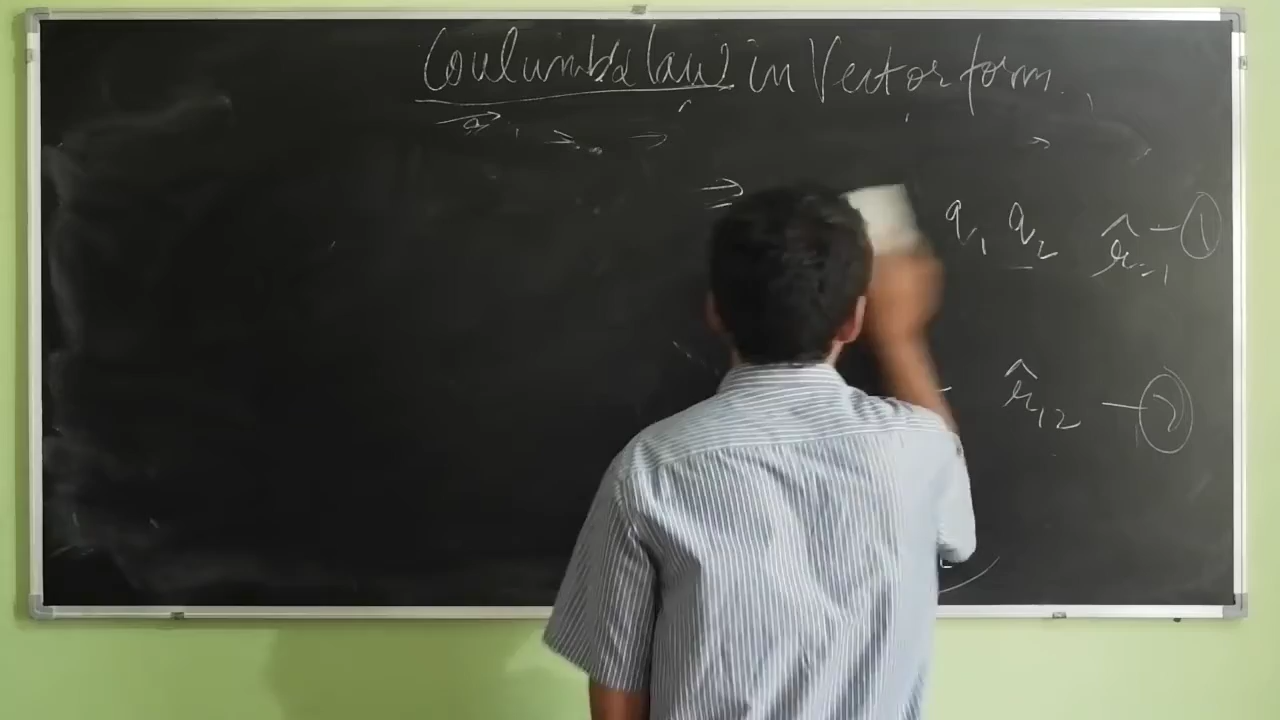 Coulumb's law in Vector form.
q₁ q₂ r̂₂₁ - ①
r̂₁₂ - ②